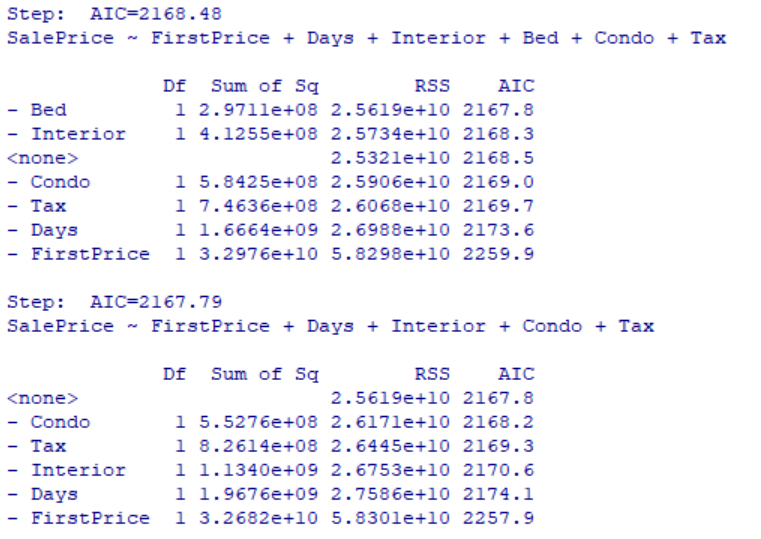 Step:  AIC=2168.48
SalePrice ~ FirstPrice + Days + Interior + Bed + Condo + Tax
Df Sum of Sq RSS AIC
- Bed 1 2.9711e+08 2.5619e+10 2167.8
- Interior 1 4.1255e+08 2.5734e+10 2168.3
<none> 2.5321e+10 2168.5
- Condo 1 5.8425e+08 2.5906e+10 2169.0
- Tax 1 7.4636e+08 2.6068e+10 2169.7
- Days 1 1.6664e+09 2.6988e+10 2173.6
- FirstPrice 1 3.2976e+10 5.8298e+10 2259.9
Step:  AIC=2167.79
SalePrice ~ FirstPrice + Days + Interior + Condo + Tax
Df Sum of Sq RSS AIC
<none> 2.5619e+10 2167.8
- Condo 1 5.5276e+08 2.6171e+10 2168.2
- Tax 1 8.2614e+08 2.6445e+10 2169.3
- Interior 1 1.1340e+09 2.6753e+10 2170.6
- Days 1 1.9676e+09 2.7586e+10 2174.1
- FirstPrice 1 3.2682e+10 5.8301e+10 2257.9